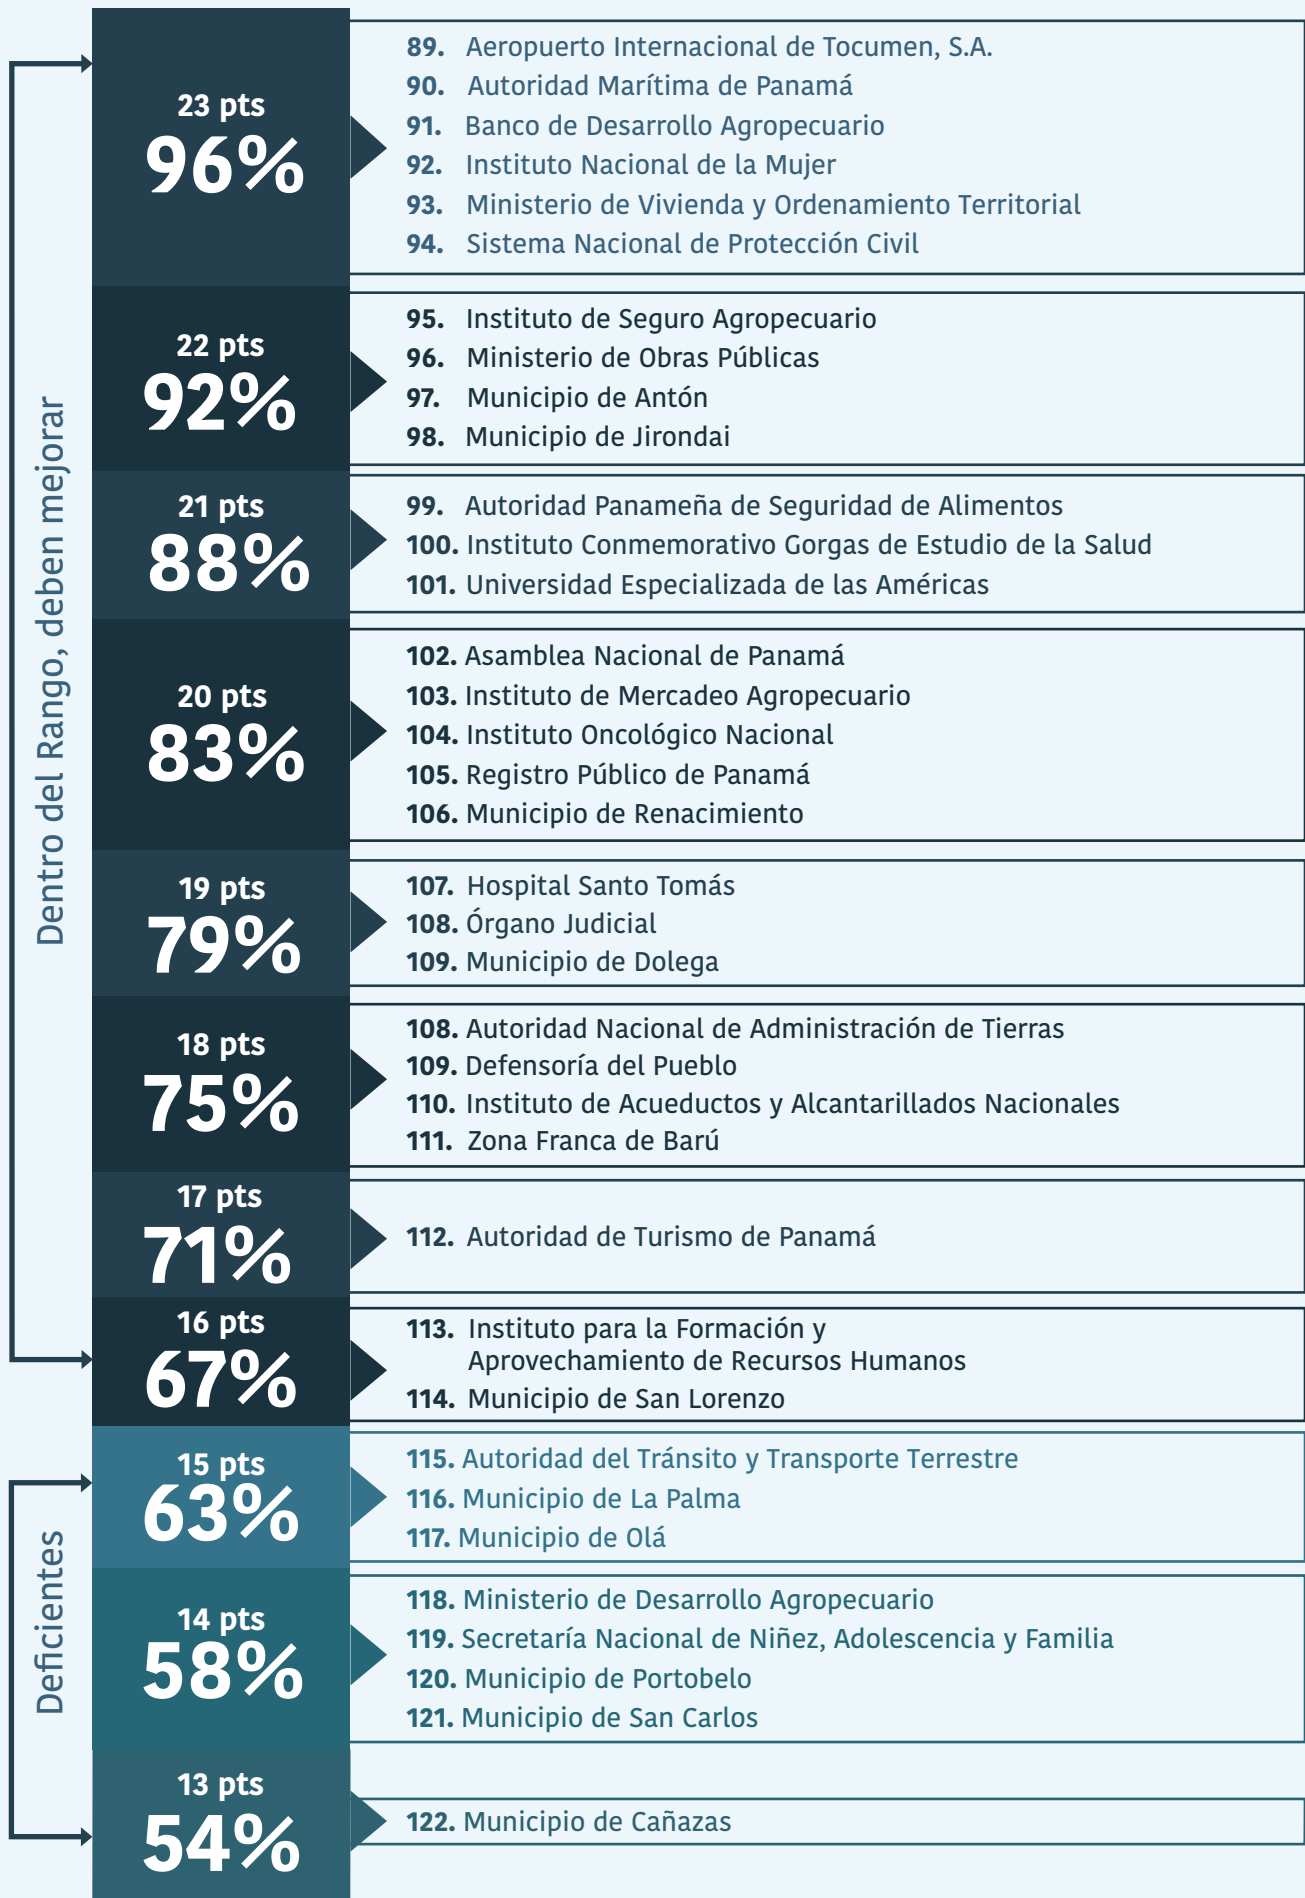 Dentro del Rango, deben mejorar
23 pts
96%
89. Aeropuerto Internacional de Tocumen, S.A.
90. Autoridad Marítima de Panamá
91. Banco de Desarrollo Agropecuario
92. Instituto Nacional de la Mujer
93. Ministerio de Vivienda y Ordenamiento Territorial
94. Sistema Nacional de Protección Civil
22 pts
92%
95. Instituto de Seguro Agropecuario
96. Ministerio de Obras Públicas
97. Municipio de Antón
98. Municipio de Jirondai
21 pts
88%
99. Autoridad Panameña de Seguridad de Alimentos
100. Instituto Conmemorativo Gorgas de Estudio de la Salud
101. Universidad Especializada de las Américas
20 pts
83%
102. Asamblea Nacional de Panamá
103. Instituto de Mercadeo Agropecuario
104. Instituto Oncológico Nacional
105. Registro Público de Panamá
106. Municipio de Renacimiento
19 pts
79%
107. Hospital Santo Tomás
108. Órgano Judicial
109. Municipio de Dolega
18 pts
75%
108. Autoridad Nacional de Administración de Tierras
109. Defensoría del Pueblo
110. Instituto de Acueductos y Alcantarillados Nacionales
111. Zona Franca de Barú
17 pts
71%
112. Autoridad de Turismo de Panamá
16 pts
67%
113. Instituto para la Formación y
Aprovechamiento de Recursos Humanos
114. Municipio de San Lorenzo
Deficientes
15 pts
63%
115. Autoridad del Tránsito y Transporte Terrestre
116. Municipio de La Palma
117. Municipio de Olá
14 pts
58%
118. Ministerio de Desarrollo Agropecuario
119. Secretaría Nacional de Niñez, Adolescencia y Familia
120. Municipio de Portobelo
121. Municipio de San Carlos
13 pts
54%
122. Municipio de Cañazas